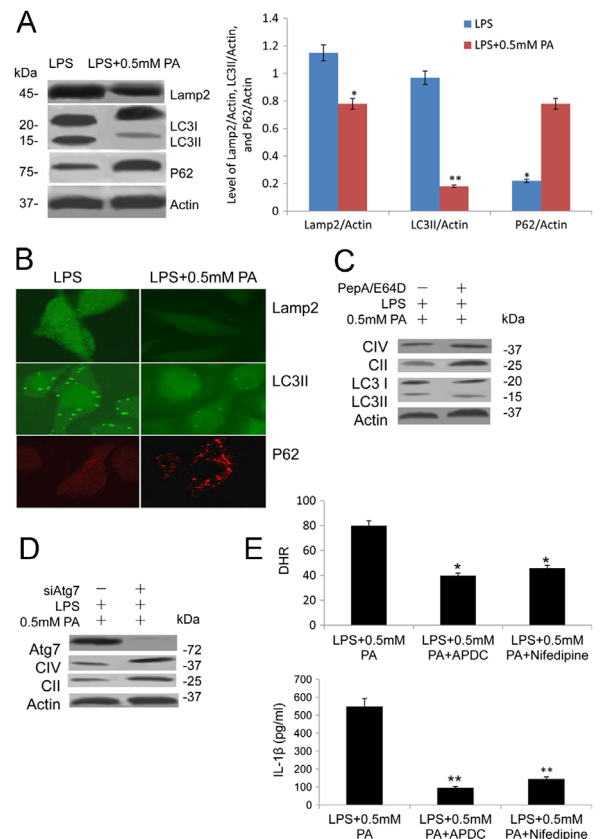 A
LPS LPS+0.5mM PA
kDa
45- Lamp2
20- LC3I
15- LC3II
75- P62
37- Actin
Level of Lamp2/Actin, LC3II/Actin,
and P62/Actin
1.4
1.2
1
0.8
0.6
0.4
0.2
0
LPS
LPS+0.5mM PA
*
**
*
Lamp2/Actin LC3II/Actin P62/Actin
B
LPS LPS+0.5mM PA
Lamp2
LC3II
P62
C
PepA/E64D − +
LPS + +
0.5mM PA + + kDa
CIV -37
CII -25
LC3 I -20
LC3II -15
Actin -37
D
siAtg7 − +
LPS + +
0.5mM PA + + kDa
Atg7 -72
CIV -37
CII -25
Actin -37
E
DHR
100
80
60
40
20
0
*
*
LPS+0.5mM LPS+0.5mM LPS+0.5mM
PA PA+APDC PA+Nifedipine
IL-1β (pg/ml)
700
600
500
400
300
200
100
0
**
**
LPS+0.5mM LPS+0.5mM LPS+0.5mM
PA PA+APDC PA+Nifedipine